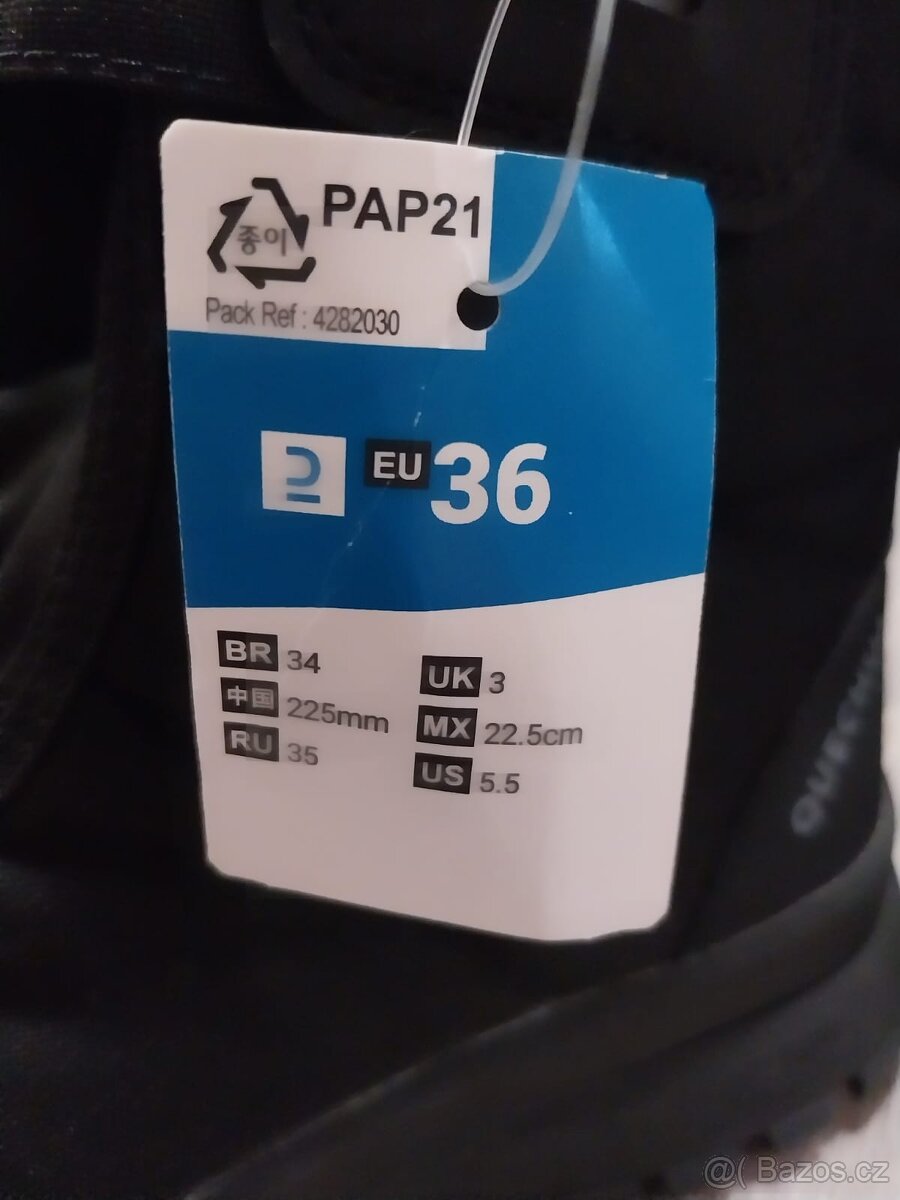 PAP21
종이
Pack Ref : 4282030
EU 36
BR 34
中国 225mm
RU 35
UK 3
MX 22.5cm
US 5.5
@( Bazos.cz